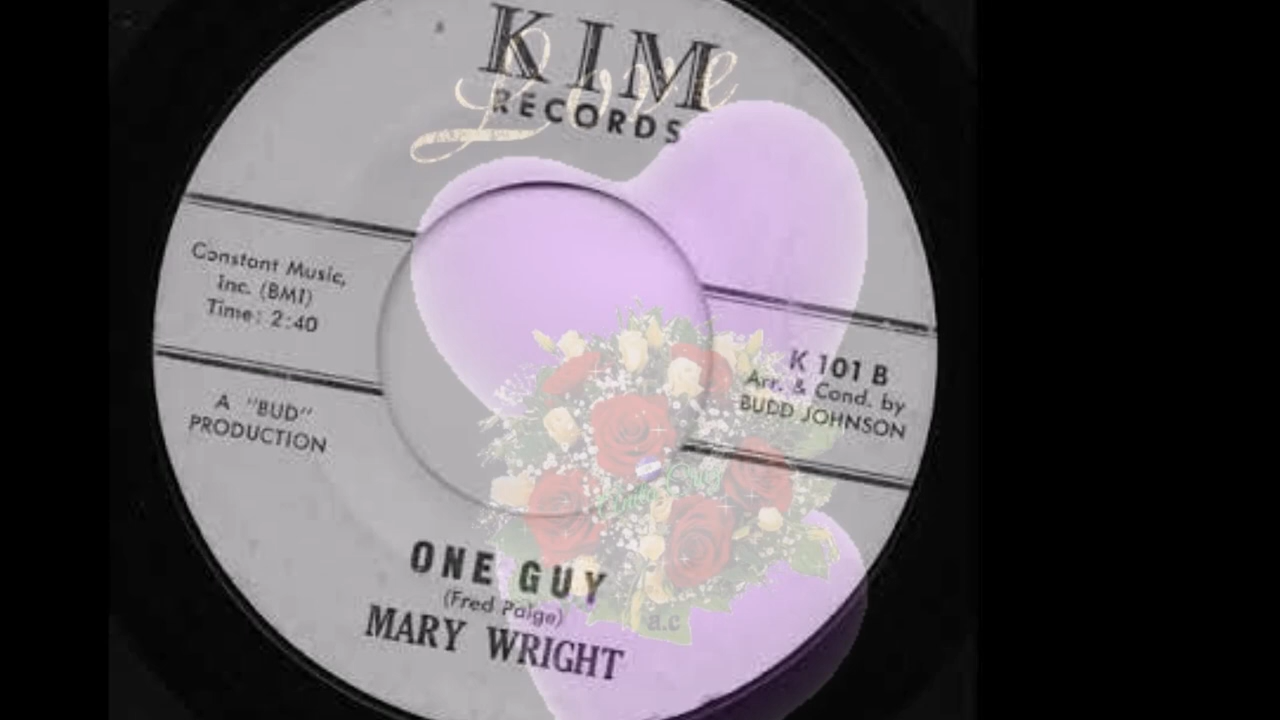 KIM
Love
RECORDS
Constant Music,
Inc. (BMI)
Time: 2:40
K 101 B
Arr. & Cond. by
BUDD JOHNSON
A "BUD"
PRODUCTION
ONE GUY
(Fred Paige)
MARY WRIGHT
a.c